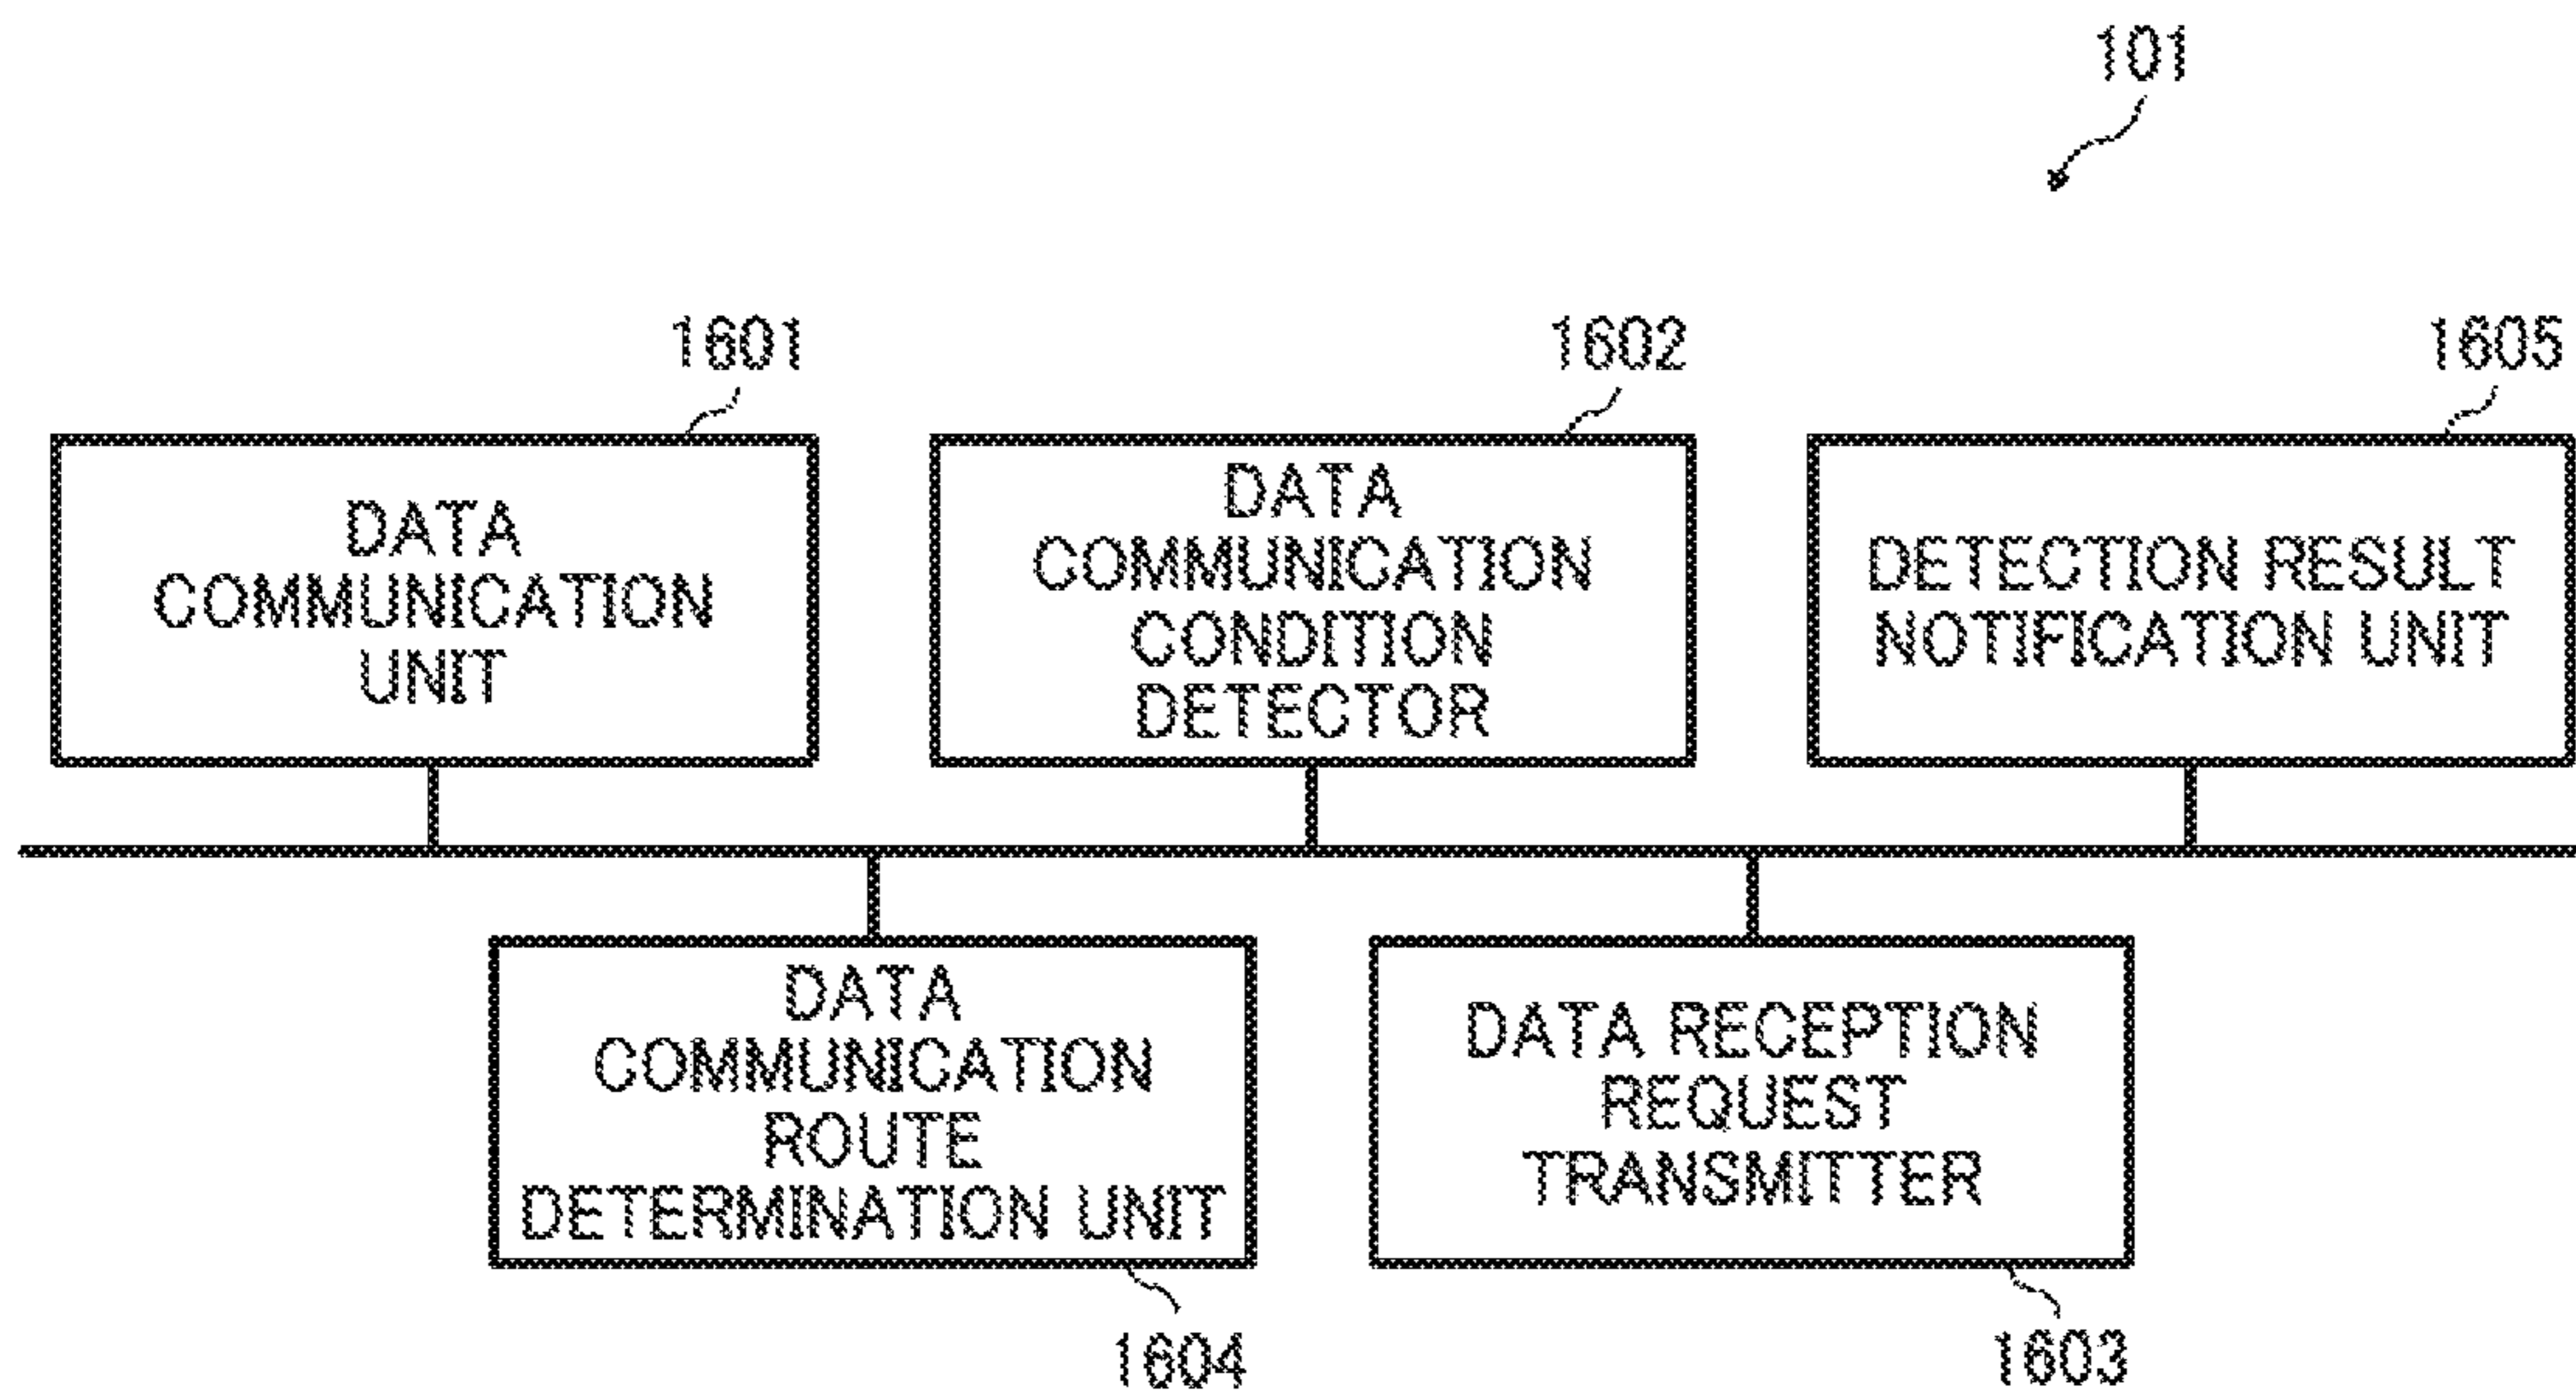 101
1601
1602
1605
DATA
COMMUNICATION
UNIT
DATA
COMMUNICATION
CONDITION
DETECTOR
DETECTION RESULT
NOTIFICATION UNIT
DATA
COMMUNICATION
ROUTE
DETERMINATION UNIT
DATA RECEPTION
REQUEST
TRANSMITTER
1604
1603